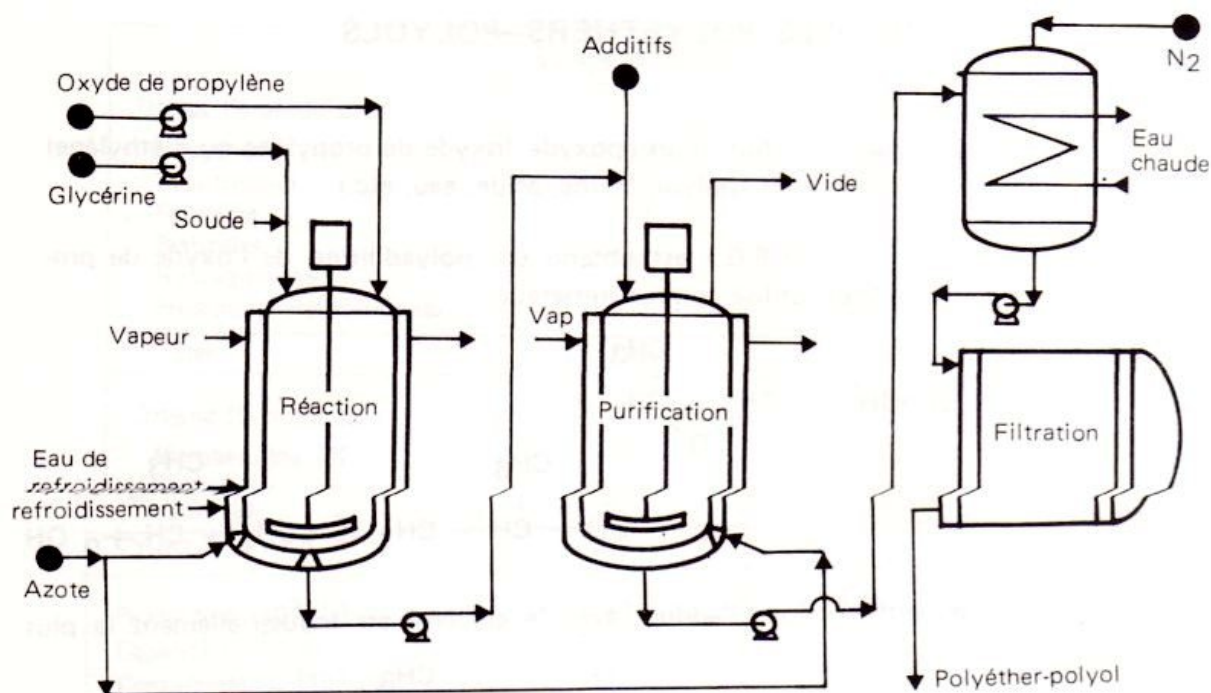 Oxyde de propylène
Glycérine
Soude
Vapeur
Réaction
Eau de
refroidissement
refroidissement
Azote
Additifs
Vide
Vap
Purification
N2
Eau
chaude
Filtration
Polyéther-polyol